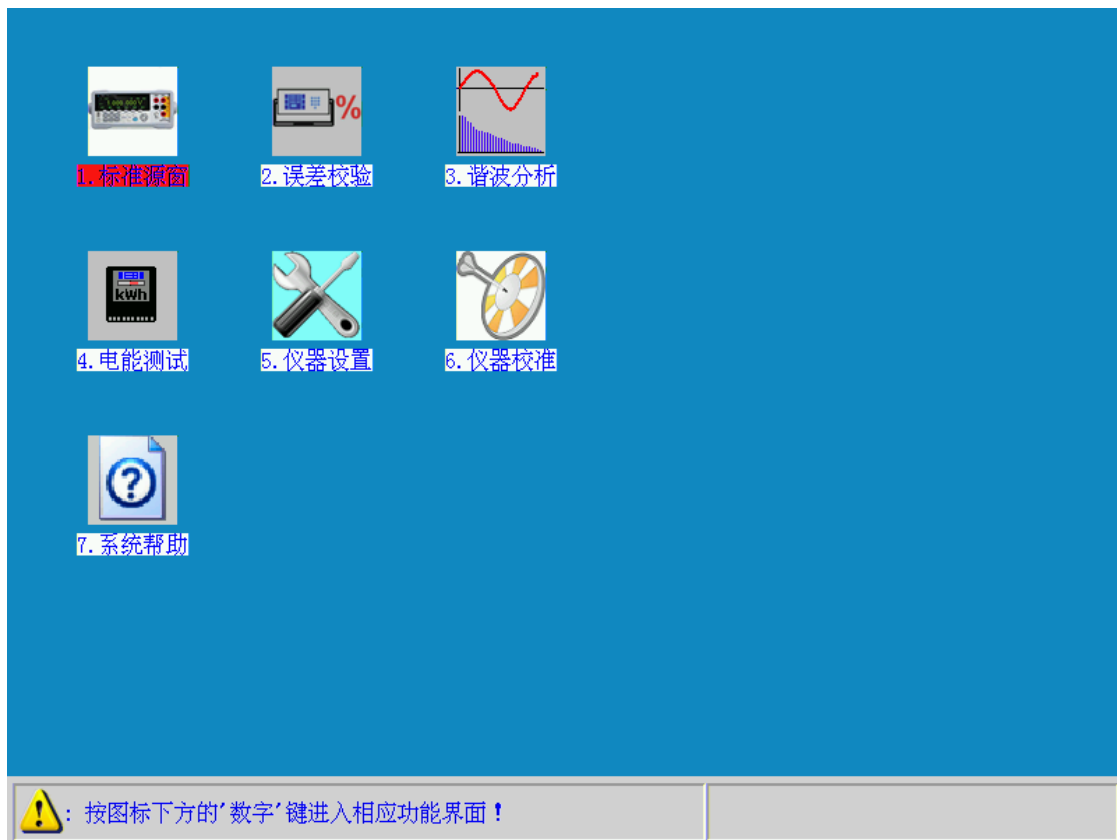 1.标准源窗
%
2.误差校验
3.谐波分析
kWh
4.电能测试
5.仪器设置
6.仪器校准
?
7.系统帮助
!
: 按图标下方的'数字'键进入相应功能界面!